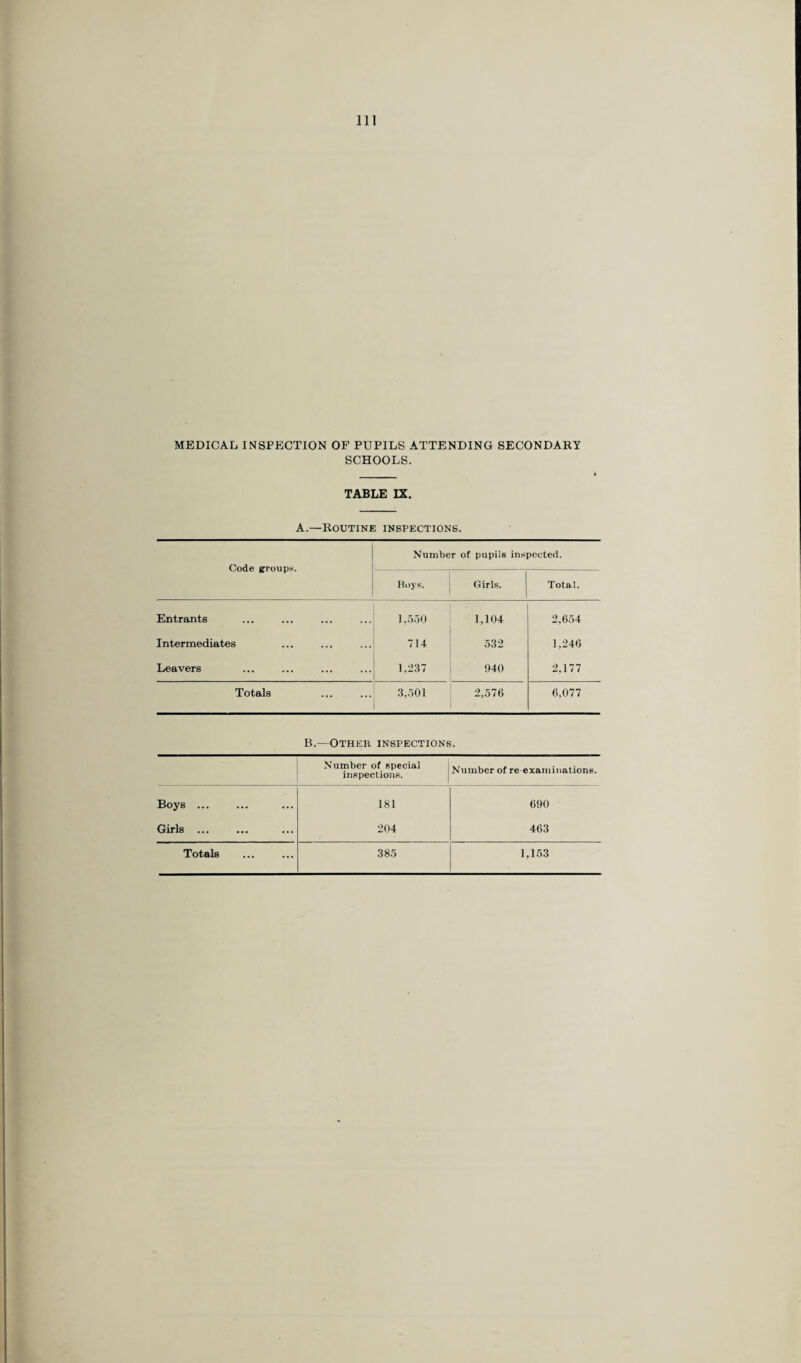 111
MEDICAL INSPECTION OF PUPILS ATTENDING SECONDARY
SCHOOLS.
TABLE IX.
A.—ROUTINE INSPECTIONS.
Code groups. Number of pupils inspected.
Boys. Girls. Total.
Entrants ... ... ... ... 1,550 1,104 2,654
Intermediates ... ... ... 714 532 1,246
Leavers ... ... ... ... 1,237 940 2,177
Totals ... ... 3,501 2,576 6,077
B.—OTHER INSPECTIONS.
Number of special inspections. Number of re-examinations.
Boys ... ... ... 181 690
Girls ... ... ... 204 463
Totals ... ... 385 1,153